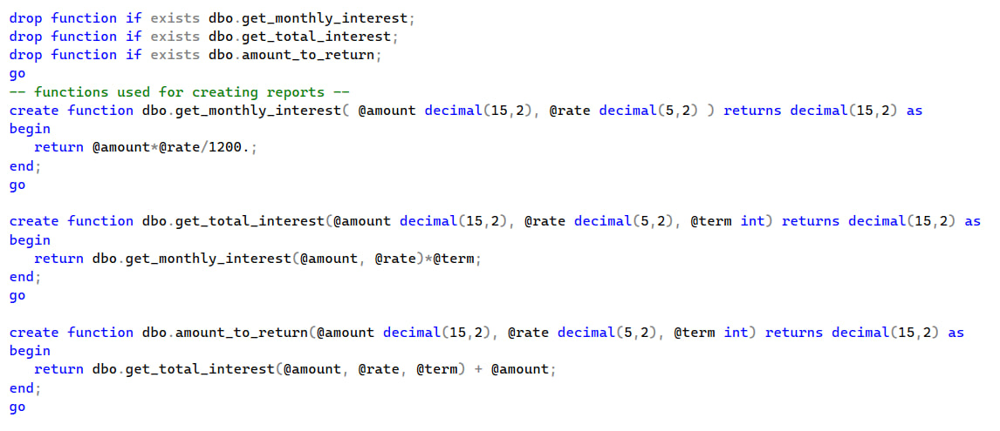 drop function if exists dbo.get_monthly_interest;
drop function if exists dbo.get_total_interest;
drop function if exists dbo.amount_to_return;
go
-- functions used for creating reports --
create function dbo.get_monthly_interest( @amount decimal(15,2), @rate decimal(5,2) ) returns decimal(15,2) as
begin
   return @amount*@rate/1200.;
end;
go

create function dbo.get_total_interest(@amount decimal(15,2), @rate decimal(5,2), @term int) returns decimal(15,2) as
begin
   return dbo.get_monthly_interest(@amount, @rate)*@term;
end;
go

create function dbo.amount_to_return(@amount decimal(15,2), @rate decimal(5,2), @term int) returns decimal(15,2) as
begin
   return dbo.get_total_interest(@amount, @rate, @term) + @amount;
end;
go